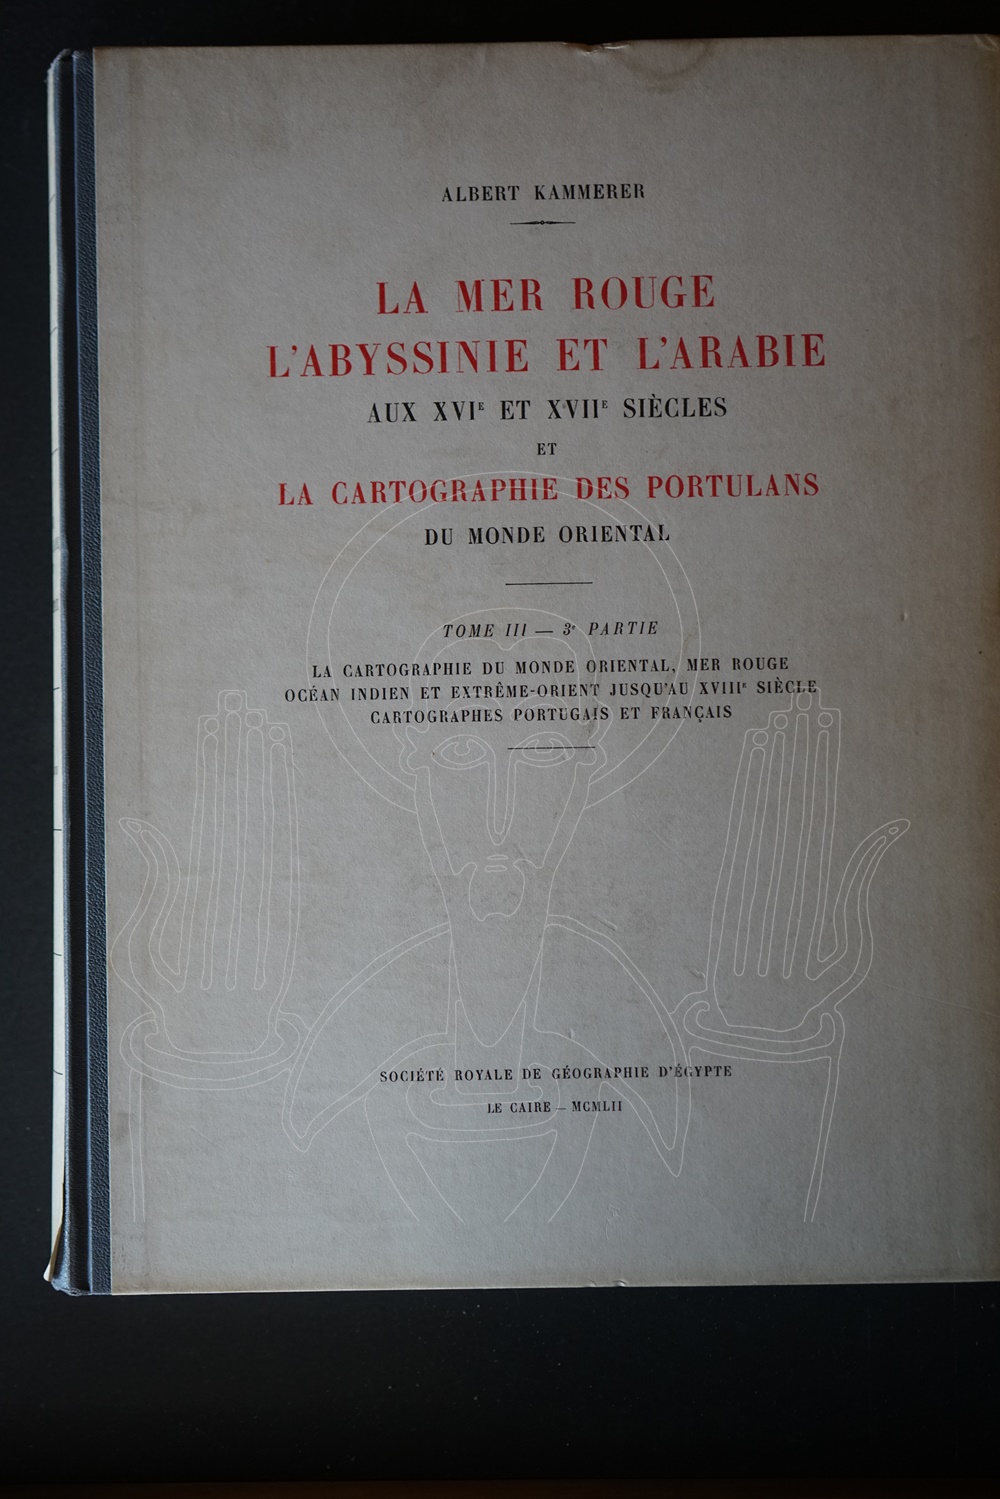 ALBERT KAMMERER
LA MER ROUGE
L'ABYSSINIE ET L'ARABIE
AUX XVIᴱ ET XVIIᴱ SIÈCLES
ET
LA CARTOGRAPHIE DES PORTULANS
DU MONDE ORIENTAL
TOME III — 3ᵉ PARTIE
LA CARTOGRAPHIE DU MONDE ORIENTAL, MER ROUGE
OCÉAN INDIEN ET EXTRÊME-ORIENT JUSQU'AU XVIIIᵉ SIÈCLE
CARTOGRAPHES PORTUGAIS ET FRANÇAIS
SOCIÉTÉ ROYALE DE GÉOGRAPHIE D'ÉGYPTE
LE CAIRE – MCMLII